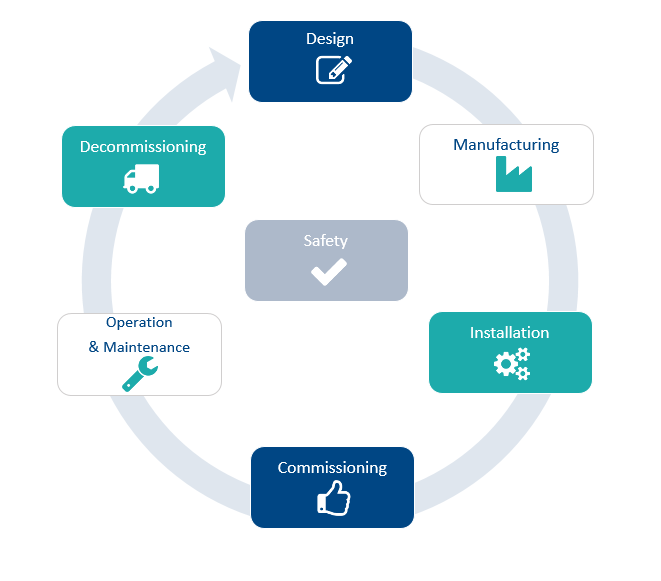 Design
Manufacturing
Installation
Commissioning
Operation
& Maintenance
Decommissioning
Safety